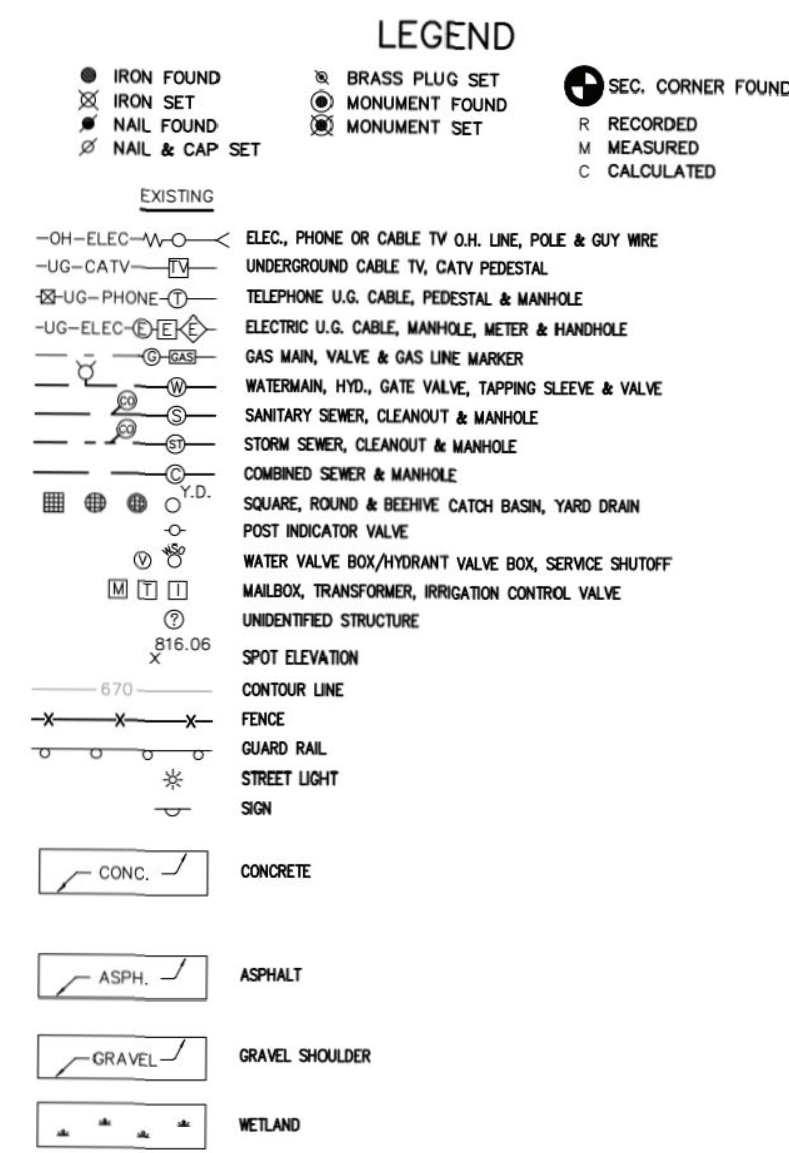 LEGEND
IRON FOUND
IRON SET
NAIL FOUND
NAIL & CAP SET
BRASS PLUG SET
MONUMENT FOUND
MONUMENT SET
SEC. CORNER FOUND
R RECORDED
M MEASURED
C CALCULATED
EXISTING
-OH-ELEC- ELEC., PHONE OR CABLE TV O.H. LINE, POLE & GUY WIRE
-UG-CATV- TV UNDERGROUND CABLE TV, CATV PEDESTAL
-UG-PHONE- T TELEPHONE U.G. CABLE, PEDESTAL & MANHOLE
-UG-ELEC- E E E ELECTRIC U.G. CABLE, MANHOLE, METER & HANDHOLE
G GAS GAS MAIN, VALVE & GAS LINE MARKER
W WATERMAIN, HYD., GATE VALVE, TAPPING SLEEVE & VALVE
CO S SANITARY SEWER, CLEANOUT & MANHOLE
CO ST STORM SEWER, CLEANOUT & MANHOLE
C COMBINED SEWER & MANHOLE
Y.D. SQUARE, ROUND & BEEHIVE CATCH BASIN, YARD DRAIN
POST INDICATOR VALVE
V WSO WATER VALVE BOX/HYDRANT VALVE BOX, SERVICE SHUTOFF
M T I MAILBOX, TRANSFORMER, IRRIGATION CONTROL VALVE
? UNIDENTIFIED STRUCTURE
X 816.06 SPOT ELEVATION
670 CONTOUR LINE
X X X FENCE
GUARD RAIL
STREET LIGHT
SIGN
CONC. CONCRETE
ASPH. ASPHALT
GRAVEL GRAVEL SHOULDER
WETLAND